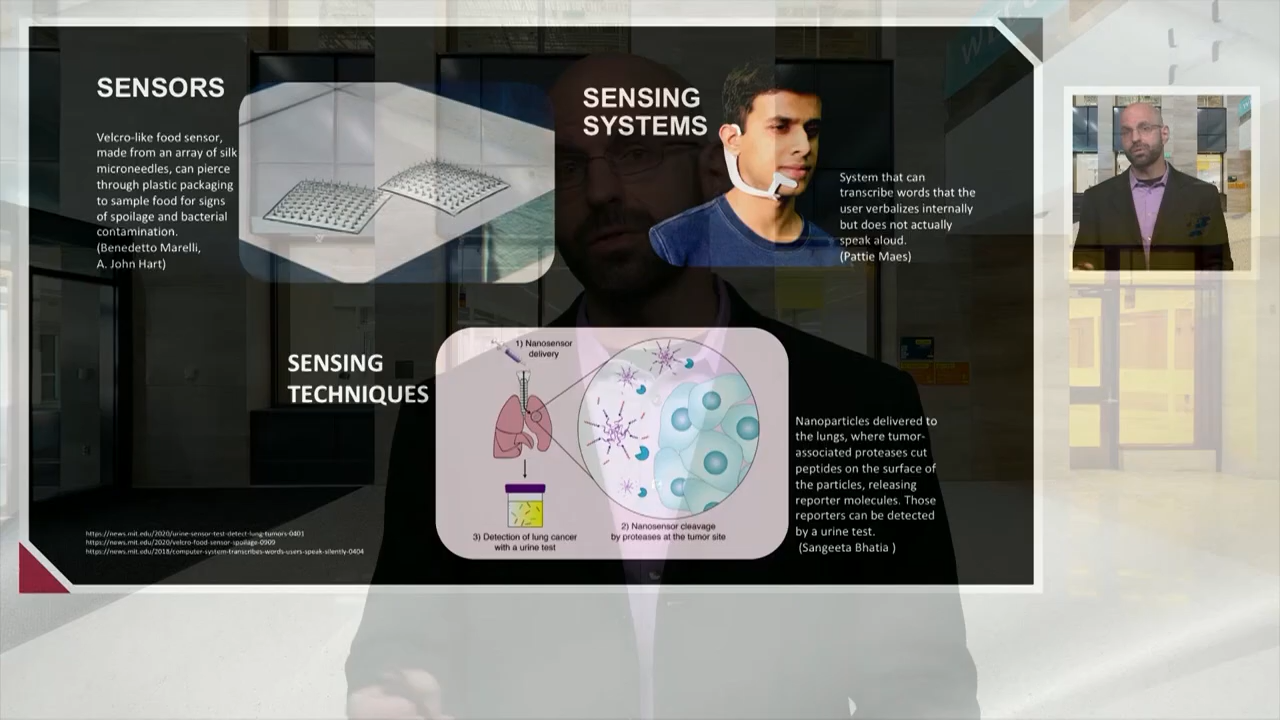 SENSORS
Velcro-like food sensor,
made from an array of silk
microneedles, can pierce
through plastic packaging
to sample food for signs
of spoilage and bacterial
contamination.
(Benedetto Marelli,
A. John Hart)
SENSING
SYSTEMS
System that can
transcribe words that the
user verbalizes internally
but does not actually
speak aloud.
(Pattie Maes)
SENSING
TECHNIQUES
1) Nanosensor
delivery
2) Nanosensor cleavage
by proteases at the tumor site
3) Detection of lung cancer
with a urine test
Nanoparticles delivered to
the lungs, where tumor-
associated proteases cut
peptides on the surface of
the particles, releasing
reporter molecules. Those
reporters can be detected
by a urine test.
(Sangeeta Bhatia )
https://news.mit.edu/2020/urine-sensor-test-detect-lung-tumors-0401
https://news.mit.edu/2020/velcro-food-sensor-spoilage-0909
https://news.mit.edu/2018/computer-system-transcribes-words-users-speak-silently-0404